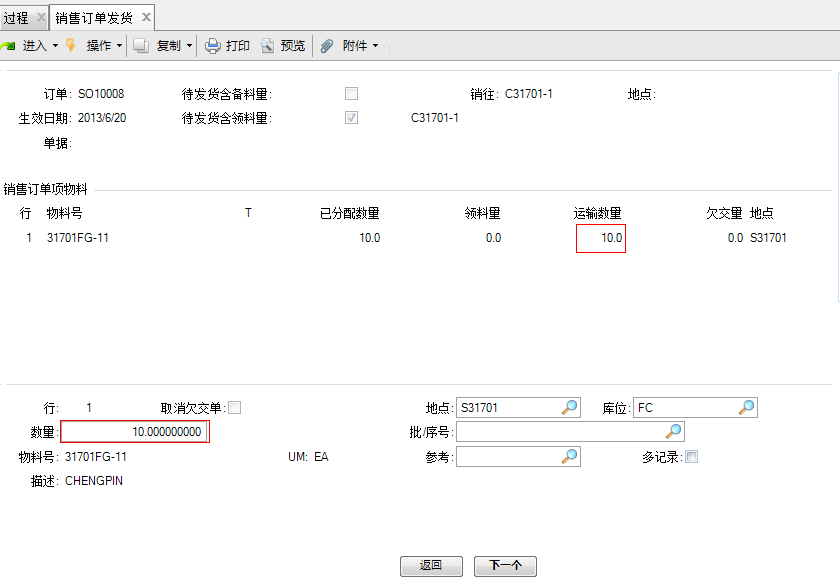 过程 销售订单发货
进入 操作 复制 打印 预览 附件
订单: SO10008 待发货含备料量: 销往: C31701-1 地点:
生效日期: 2013/6/20 待发货含领料量: C31701-1
单据:
销售订单项物料
行 物料号 T 已分配数量 领料量 运输数量 欠交量 地点
1 31701FG-11 10.0 0.0 10.0 0.0 S31701
行: 1 取消欠交单: 地点: S31701 库位: FC
数量: 10.000000000 批/序号:
物料号: 31701FG-11 UM: EA 参考: 多记录:
描述: CHENGPIN
返回 下一个